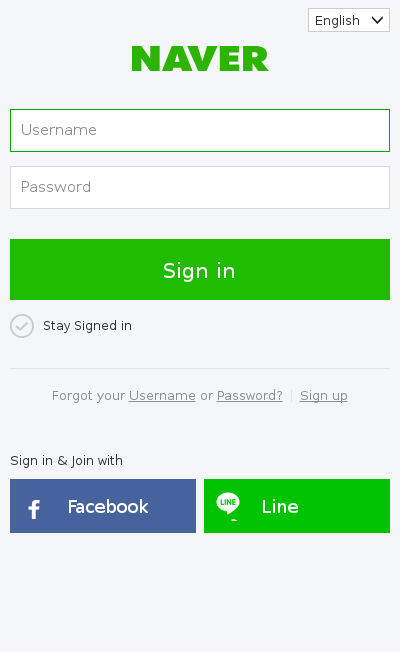 English
NAVER
Username
Password
Sign in
Stay Signed in
Forgot your Username or Password? Sign up
Sign in & Join with
f Facebook LINE Line